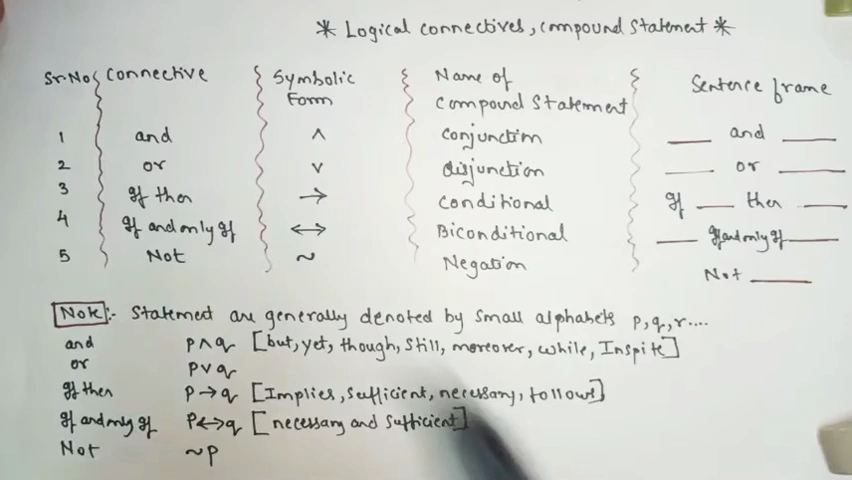 * Logical connectives, compound statement *
Sr.No connective Symbolic Form Name of compound statement Sentence frame
1 and ∧ conjunction ___ and ___
2 or ∨ disjunction ___ or ___
3 If then → conditional If ___ then ___
4 If and only if ↔ Biconditional ___ If and only if ___
5 Not ~ Negation Not ___
Note:- Statement are generally denoted by small alphabets p,q,r....
and p∧q [but, yet, though, still, moreover, while, Inspite]
or p∨q
If then p→q [Implies, sufficient, necessary, follows]
If and only if p↔q [necessary and sufficient]
Not ~p